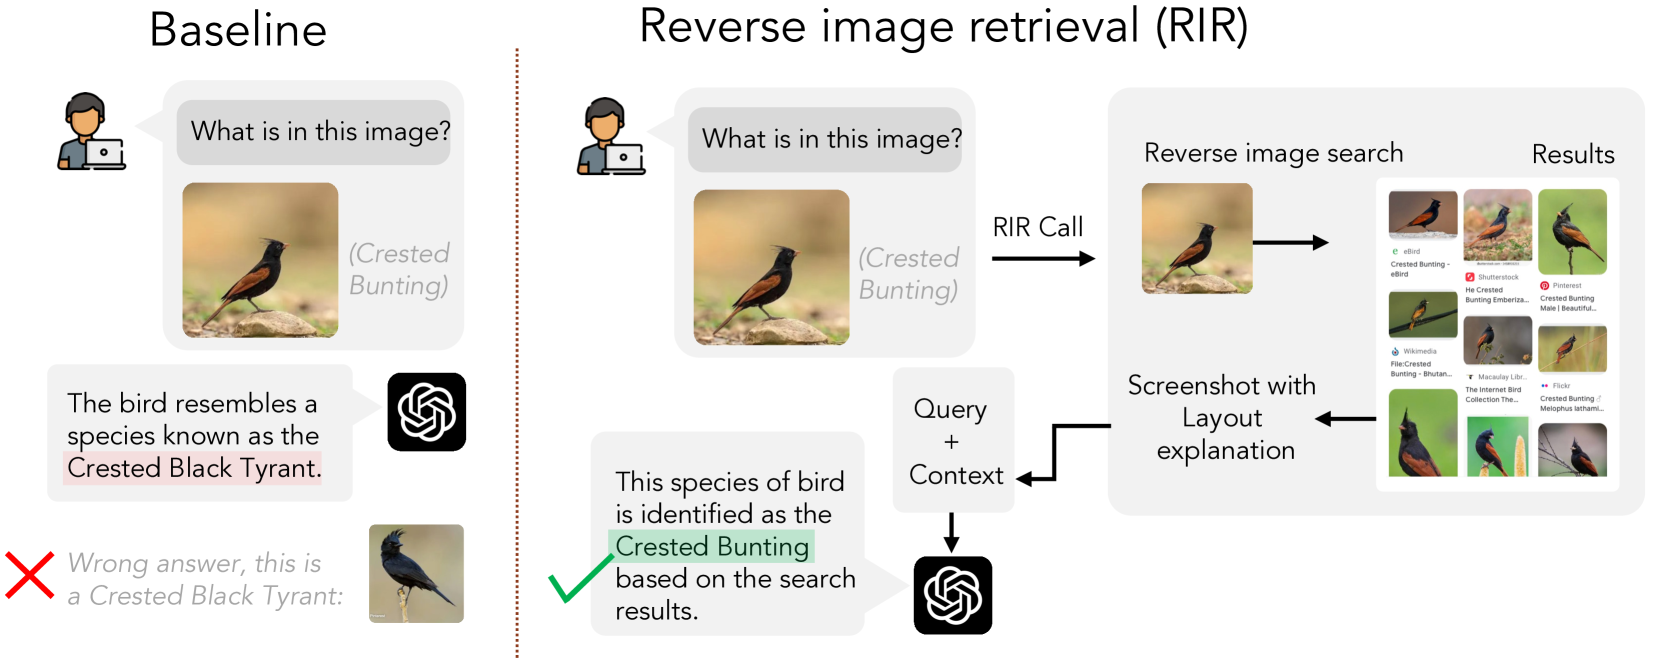 Baseline
What is in this image?
(Crested
Bunting)
The bird resembles a
species known as the
Crested Black Tyrant.
Wrong answer, this is
a Crested Black Tyrant:
Reverse image retrieval (RIR)
What is in this image?
(Crested
Bunting)
RIR Call
Reverse image search
Results
eBird
Crested Bunting -
eBird
Shutterstock
He Crested
Bunting Emberiza...
Pinterest
Crested Bunting
Male | Beautiful...
Wikimedia
File:Crested
Bunting - Bhutan...
Macaulay Libr...
The Internet Bird
Collection The...
Flickr
Crested Bunting ♂
Melophus lathami...
Screenshot with
Layout
explanation
Query
+
Context
This species of bird
is identified as the
Crested Bunting
based on the search
results.